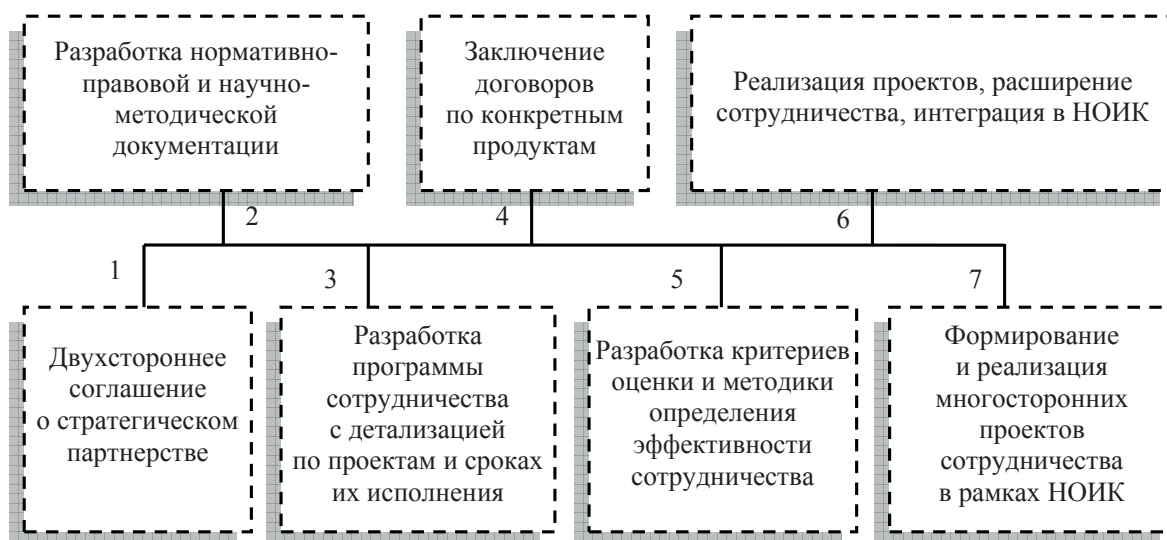 Разработка нормативно-
правовой и научно-
методической
документации
Заключение
договоров
по конкретным
продуктам
Реализация проектов, расширение
сотрудничества, интеграция в НОИК
2
4
6
1
3
5
7
Двухстороннее
соглашение
о стратегическом
партнерстве
Разработка
программы
сотрудничества
с детализацией
по проектам и сроках
их исполнения
Разработка критериев
оценки и методики
определения
эффективности
сотрудничества
Формирование
и реализация
многосторонних
проектов
сотрудничества
в рамках НОИК